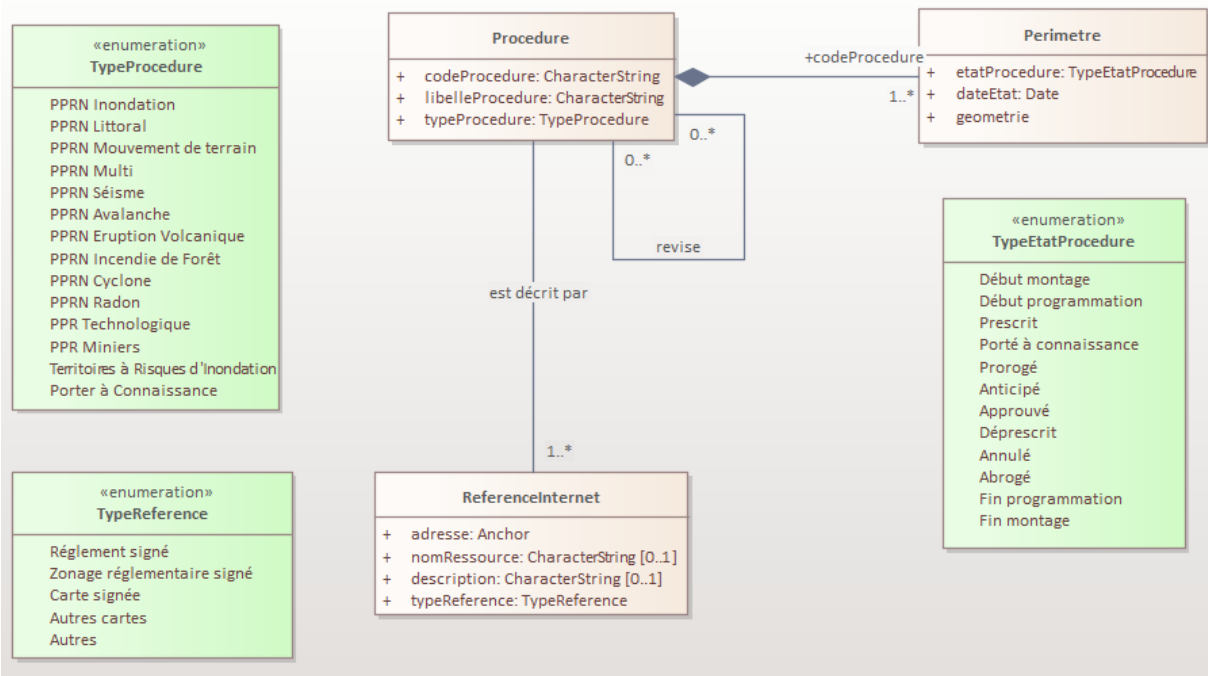 «enumeration»
TypeProcedure
PPRN Inondation
PPRN Littoral
PPRN Mouvement de terrain
PPRN Multi
PPRN Séisme
PPRN Avalanche
PPRN Eruption Volcanique
PPRN Incendie de Forêt
PPRN Cyclone
PPRN Radon
PPR Technologique
PPR Miniers
Territoires à Risques d'Inondation
Porter à Connaissance
Procedure
+ codeProcedure: CharacterString
+ libelleProcedure: CharacterString
+ typeProcedure: TypeProcedure
+codeProcedure
1..*
Perimetre
+ etatProcedure: TypeEtatProcedure
+ dateEtat: Date
+ geometrie
0..*
0..*
revise
est décrit par
1..*
«enumeration»
TypeEtatProcedure
Début montage
Début programmation
Prescrit
Porté à connaissance
Prorogé
Anticipé
Approuvé
Déprescrit
Annulé
Abrogé
Fin programmation
Fin montage
«enumeration»
TypeReference
Réglement signé
Zonage réglementaire signé
Carte signée
Autres cartes
Autres
ReferenceInternet
+ adresse: Anchor
+ nomRessource: CharacterString [0..1]
+ description: CharacterString [0..1]
+ typeReference: TypeReference